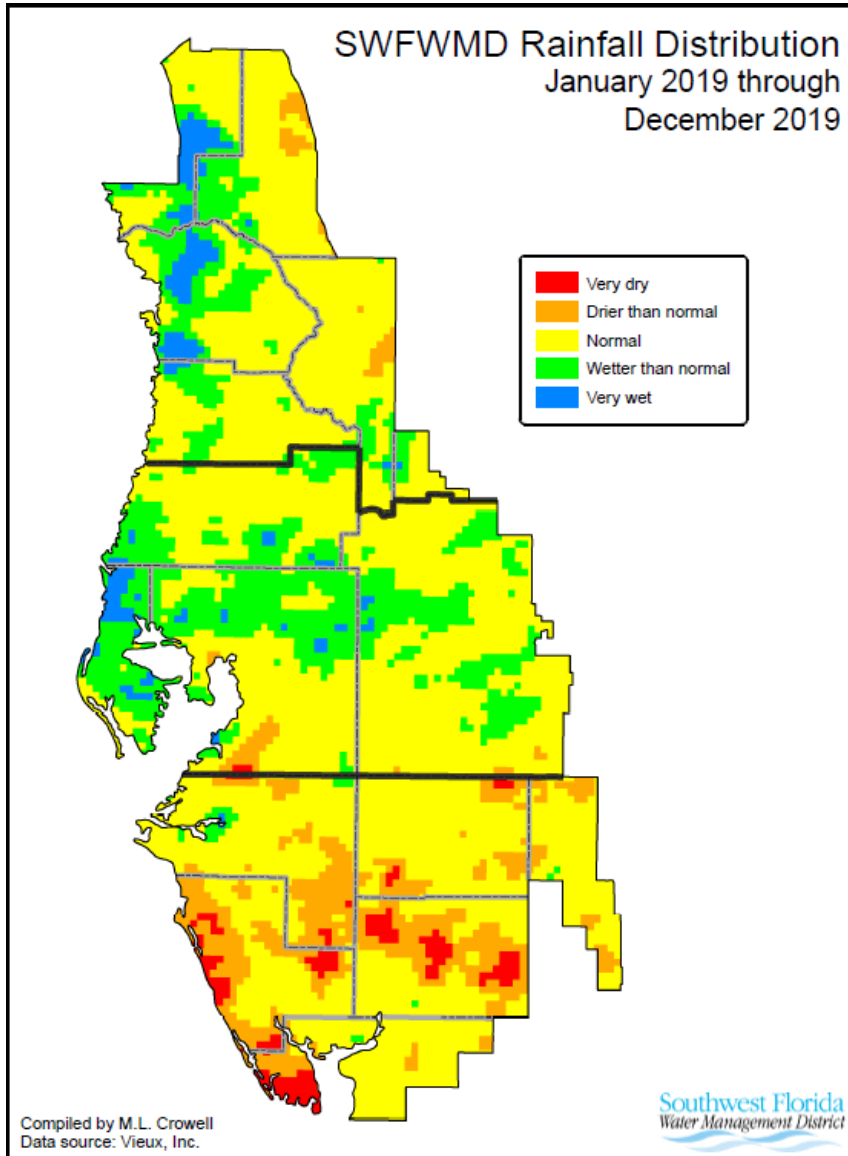 SWFWMD Rainfall Distribution
January 2019 through
December 2019
Very dry
Drier than normal
Normal
Wetter than normal
Very wet
Compiled by M.L. Crowell
Data source: Vieux, Inc.
Southwest Florida
Water Management District